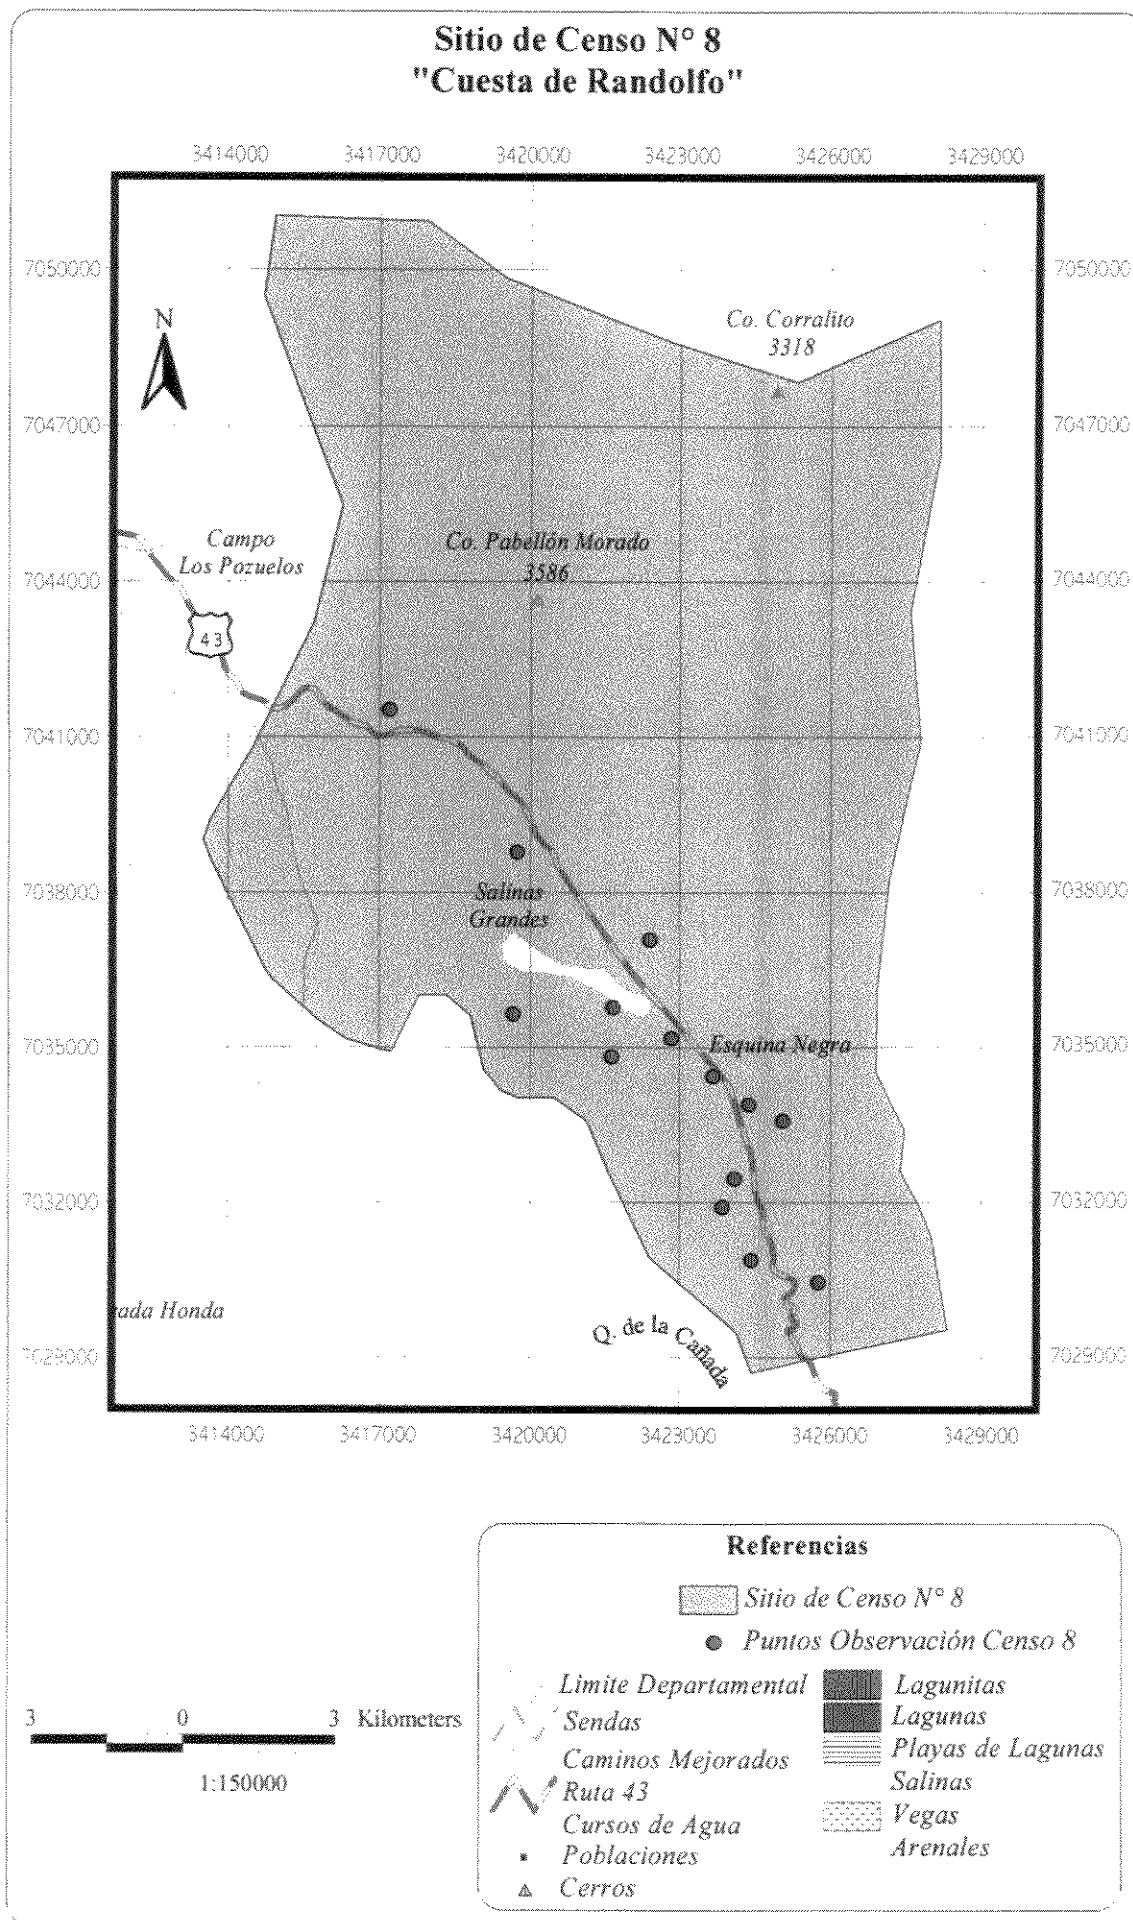 Sitio de Censo N° 8
"Cuesta de Randolfo"
3414000 3417000 3420000 3423000 3426000 3429000
7050000 7050000
N
Co. Corralito
3318
7047000 7047000
Campo
Los Pozuelos
Co. Pabellón Morado
3586
7044000 7044000
43
7041000 7041000
7038000 7038000
Salinas
Grandes
7035000 7035000
Esquina Negra
7032000 7032000
rada Honda
Q. de la Cañada
7029000 7029000
3414000 3417000 3420000 3423000 3426000 3429000
Referencias
Sitio de Censo N° 8
Puntos Observación Censo 8
Limite Departamental
Sendas
Caminos Mejorados
Ruta 43
Cursos de Agua
Poblaciones
Cerros
Lagunitas
Lagunas
Playas de Lagunas
Salinas
Vegas
Arenales
3 0 3 Kilometers
1:150000